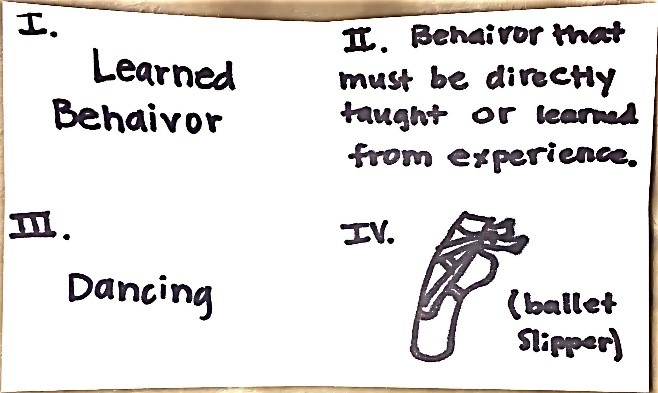 I.
Learned
Behaivor
II. Behaivor that
must be directly
taught or learned
from experience.
III.
Dancing
IV.
(ballet
Slipper)